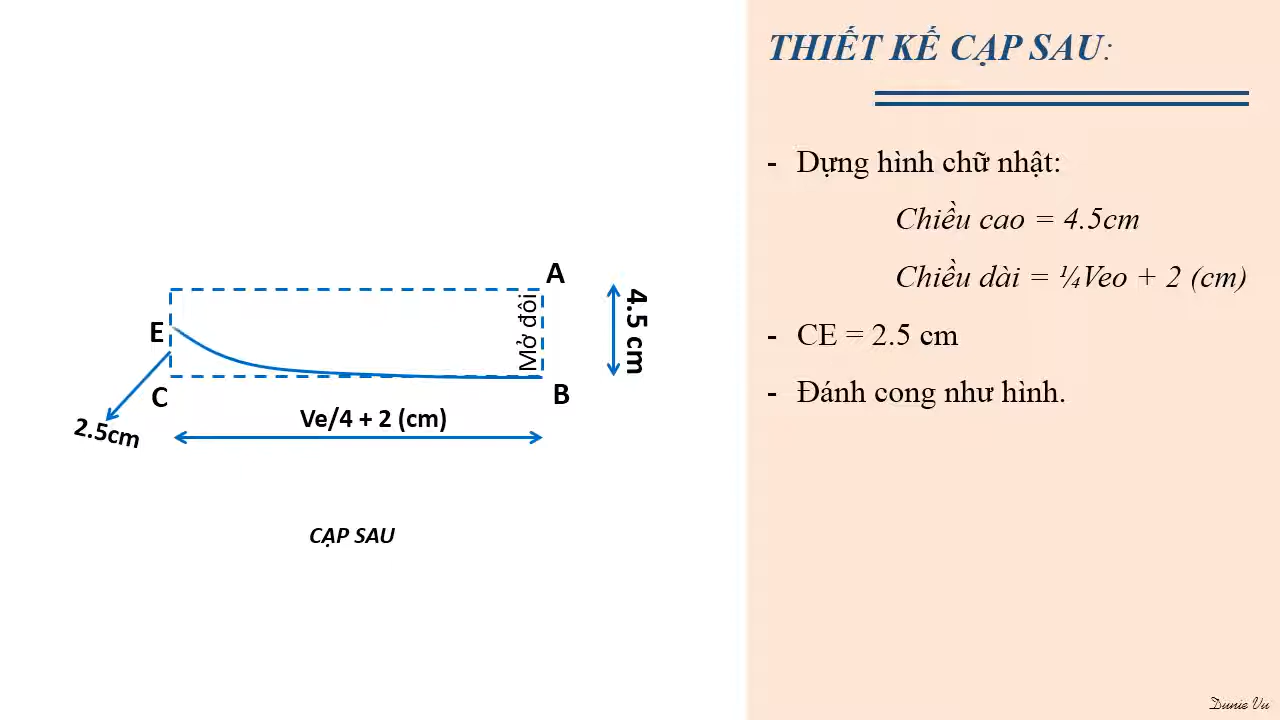 THIẾT KẾ CẠP SAU:
- Dựng hình chữ nhật:
Chiều cao = 4.5cm
Chiều dài = ¼Veo + 2 (cm)
- CE = 2.5 cm
- Đánh cong như hình.
A
Mở đôi
4.5 cm
E
C
B
2.5cm
Ve/4 + 2 (cm)
CẠP SAU
Dunie Vu